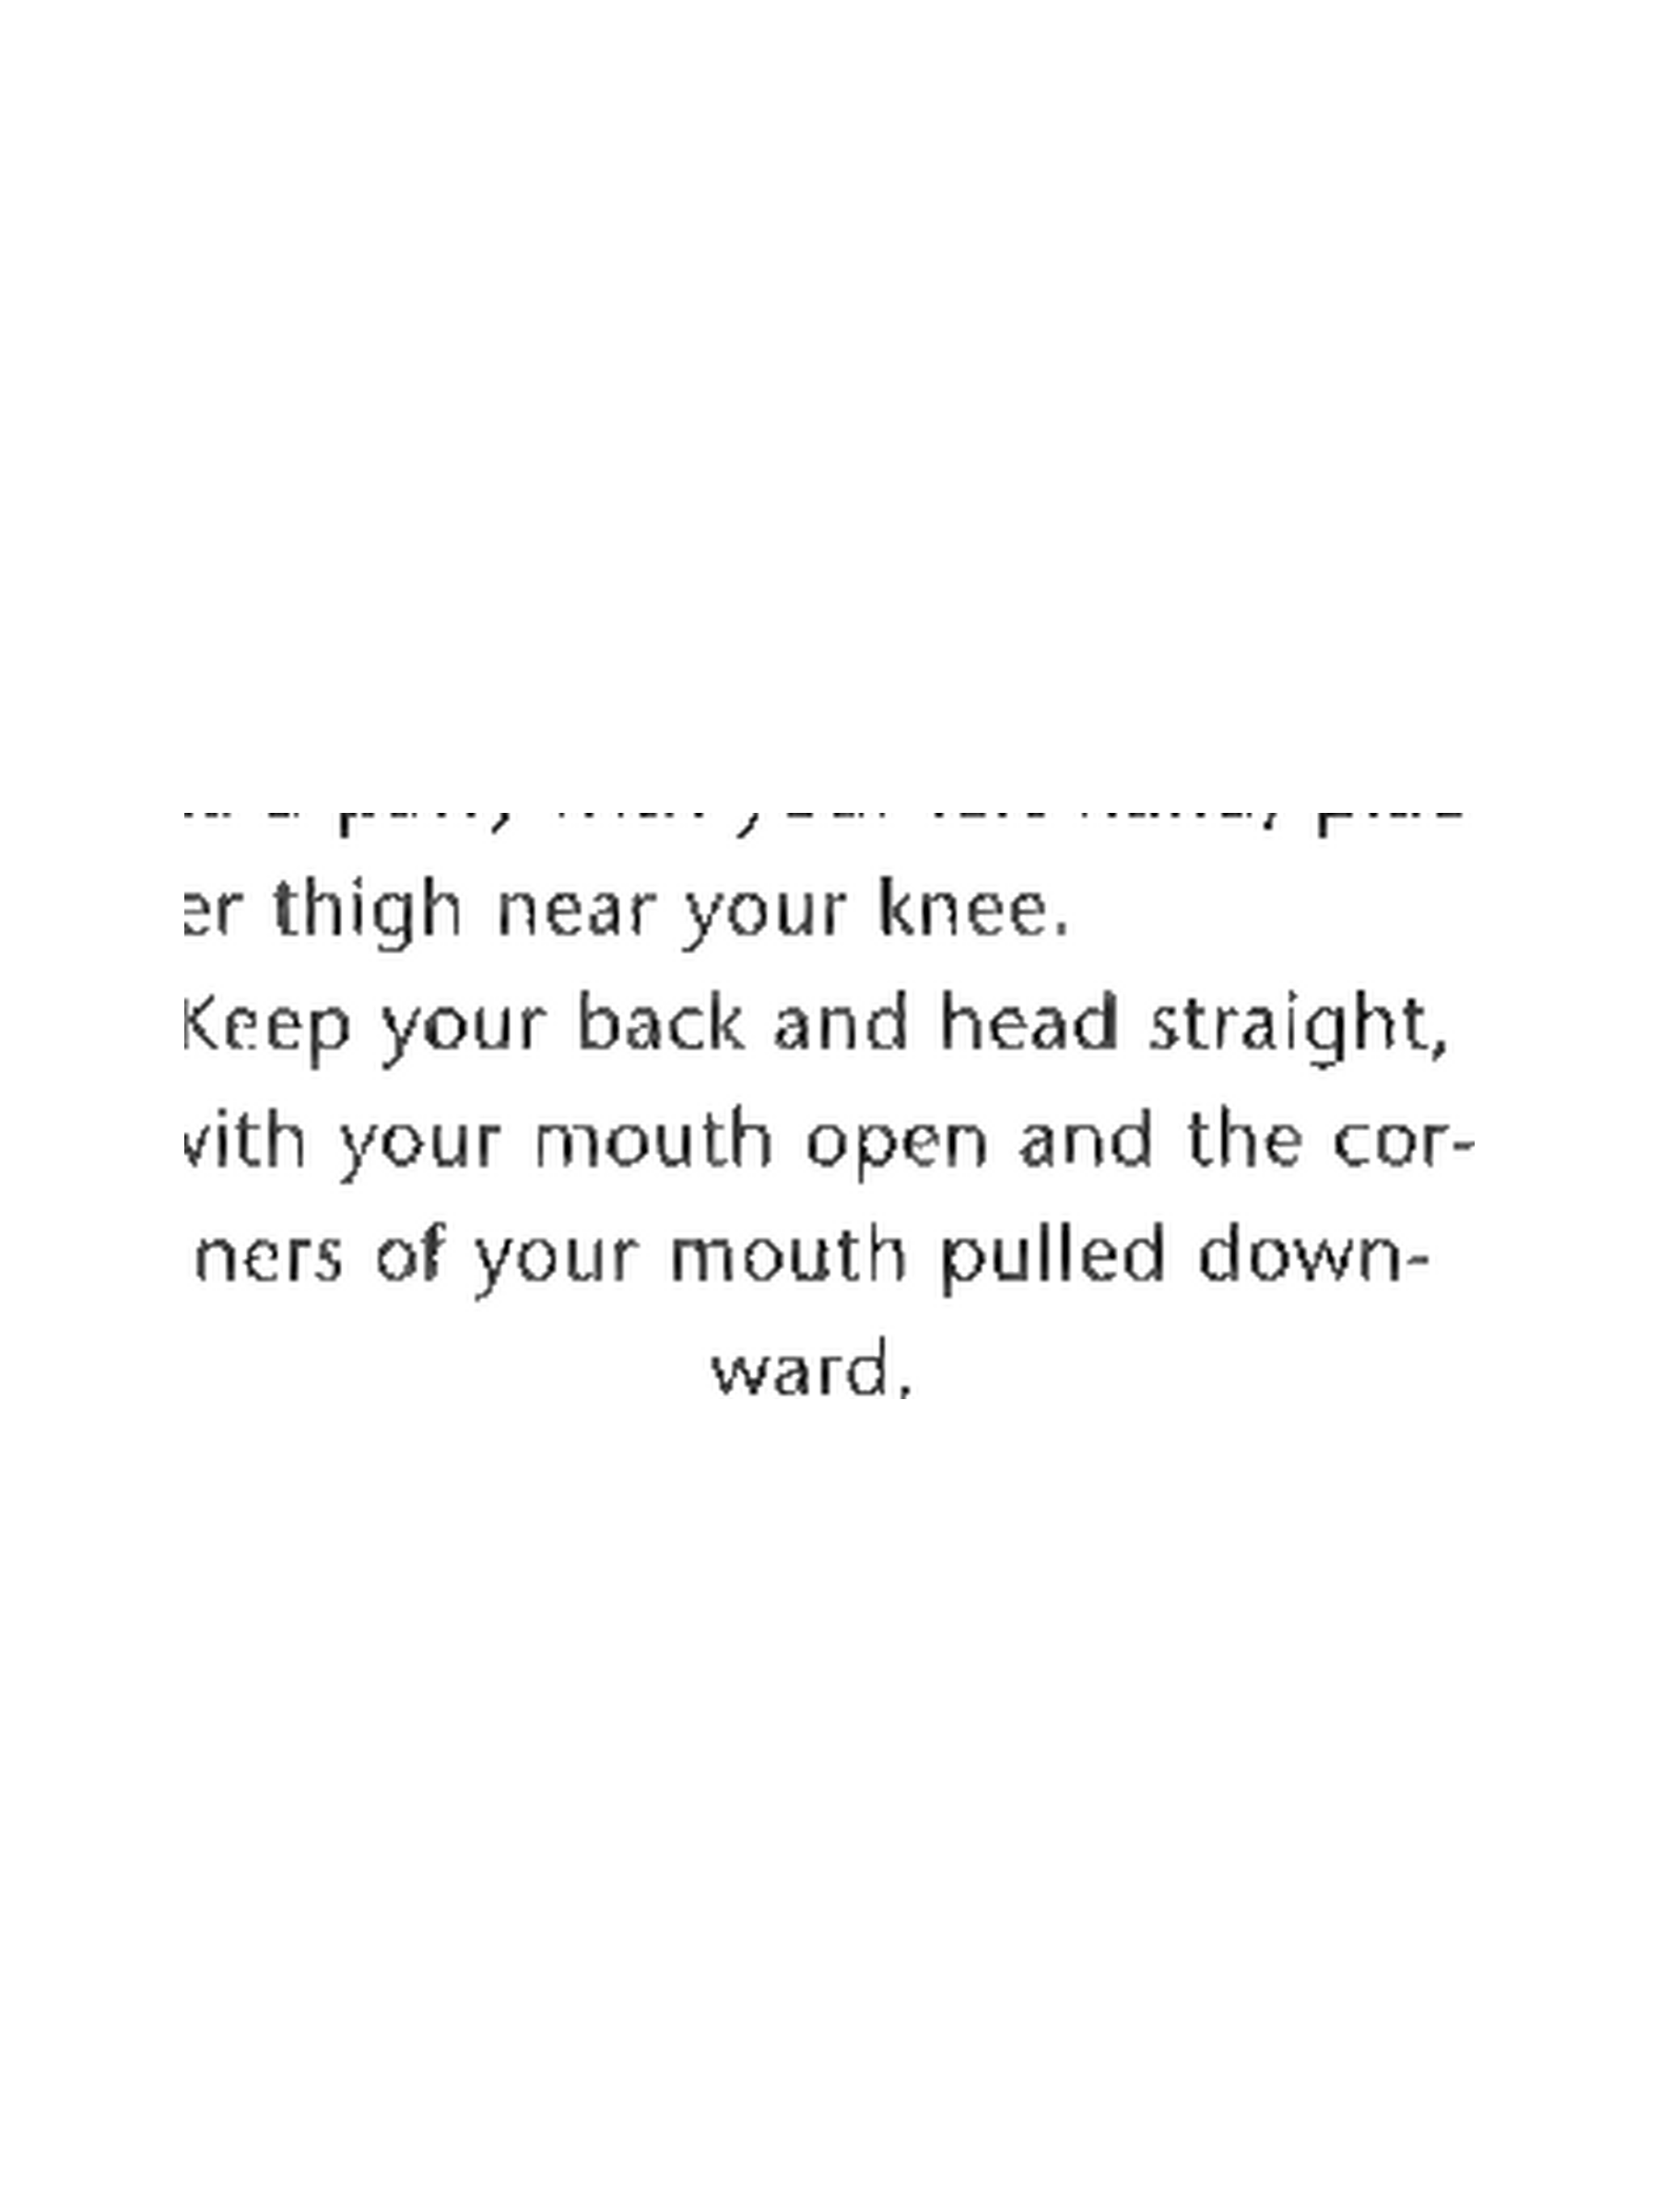 er thigh near your knee.
Keep your back and head straight,
with your mouth open and the cor-
ners of your mouth pulled down-
ward.